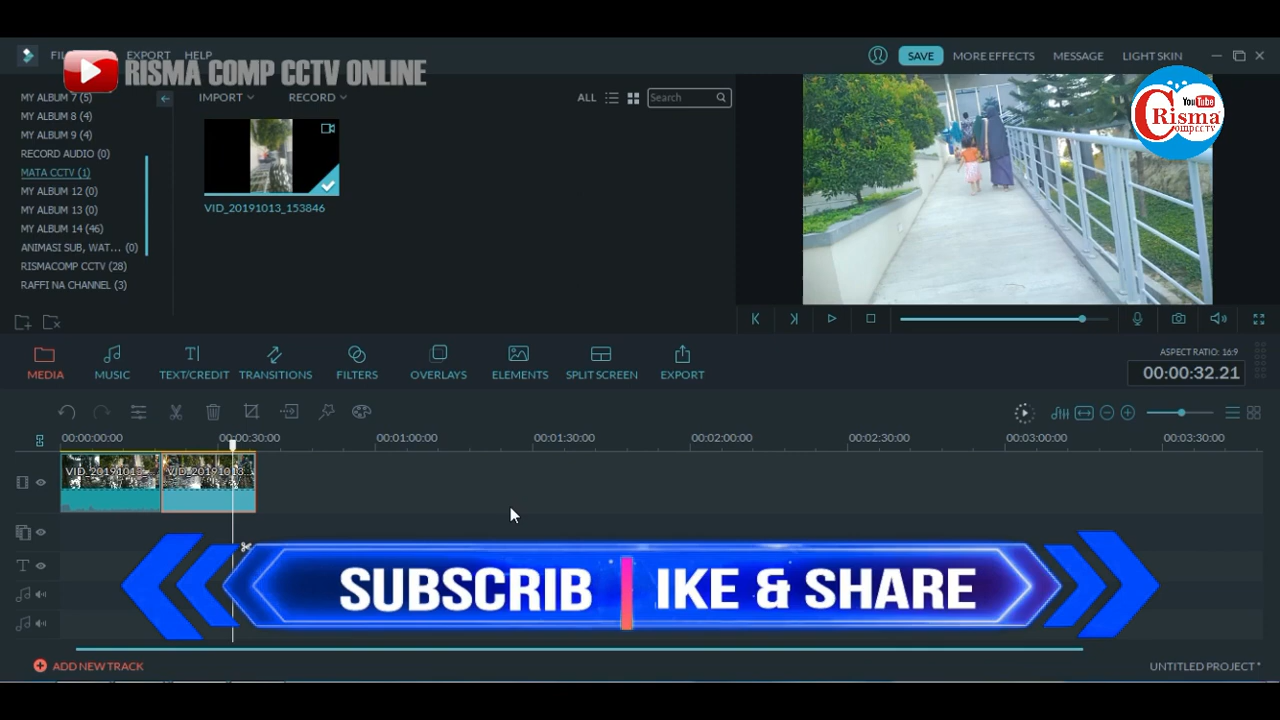 EXPORT HELP
SAVE MORE EFFECTS MESSAGE LIGHT SKIN
RISMA COMP CCTV ONLINE
YouTube
CRisma
Comp CCTV
MY ALBUM 7 (5)
MY ALBUM 8 (4)
MY ALBUM 9 (4)
RECORD AUDIO (0)
MATA CCTV (1)
MY ALBUM 12 (0)
MY ALBUM 13 (0)
MY ALBUM 14 (46)
ANIMASI SUB, WAT... (0)
RISMACOMP CCTV (28)
RAFFI NA CHANNEL (3)
IMPORT RECORD ALL Search
VID_20191013_153846
MEDIA MUSIC TEXT/CREDIT TRANSITIONS FILTERS OVERLAYS ELEMENTS SPLIT SCREEN EXPORT
ASPECT RATIO: 16:9
00:00:32.21
00:00:00:00 00:00:30:00 00:01:00:00 00:01:30:00 00:02:00:00 00:02:30:00 00:03:00:00 00:03:30:00
VID_20191013_... VID_20191013...
SUBSCRIB IKE & SHARE
ADD NEW TRACK
UNTITLED PROJECT *